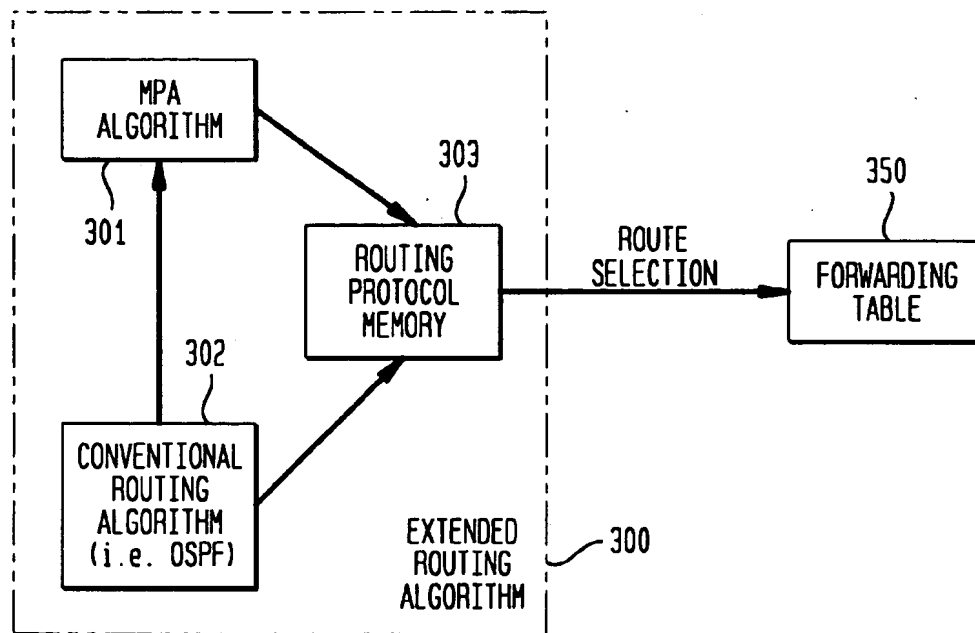 MPA
ALGORITHM
301
303
ROUTING
PROTOCOL
MEMORY
ROUTE
SELECTION
350
FORWARDING
TABLE
302
CONVENTIONAL
ROUTING
ALGORITHM
(i.e. OSPF)
EXTENDED
ROUTING
ALGORITHM
300